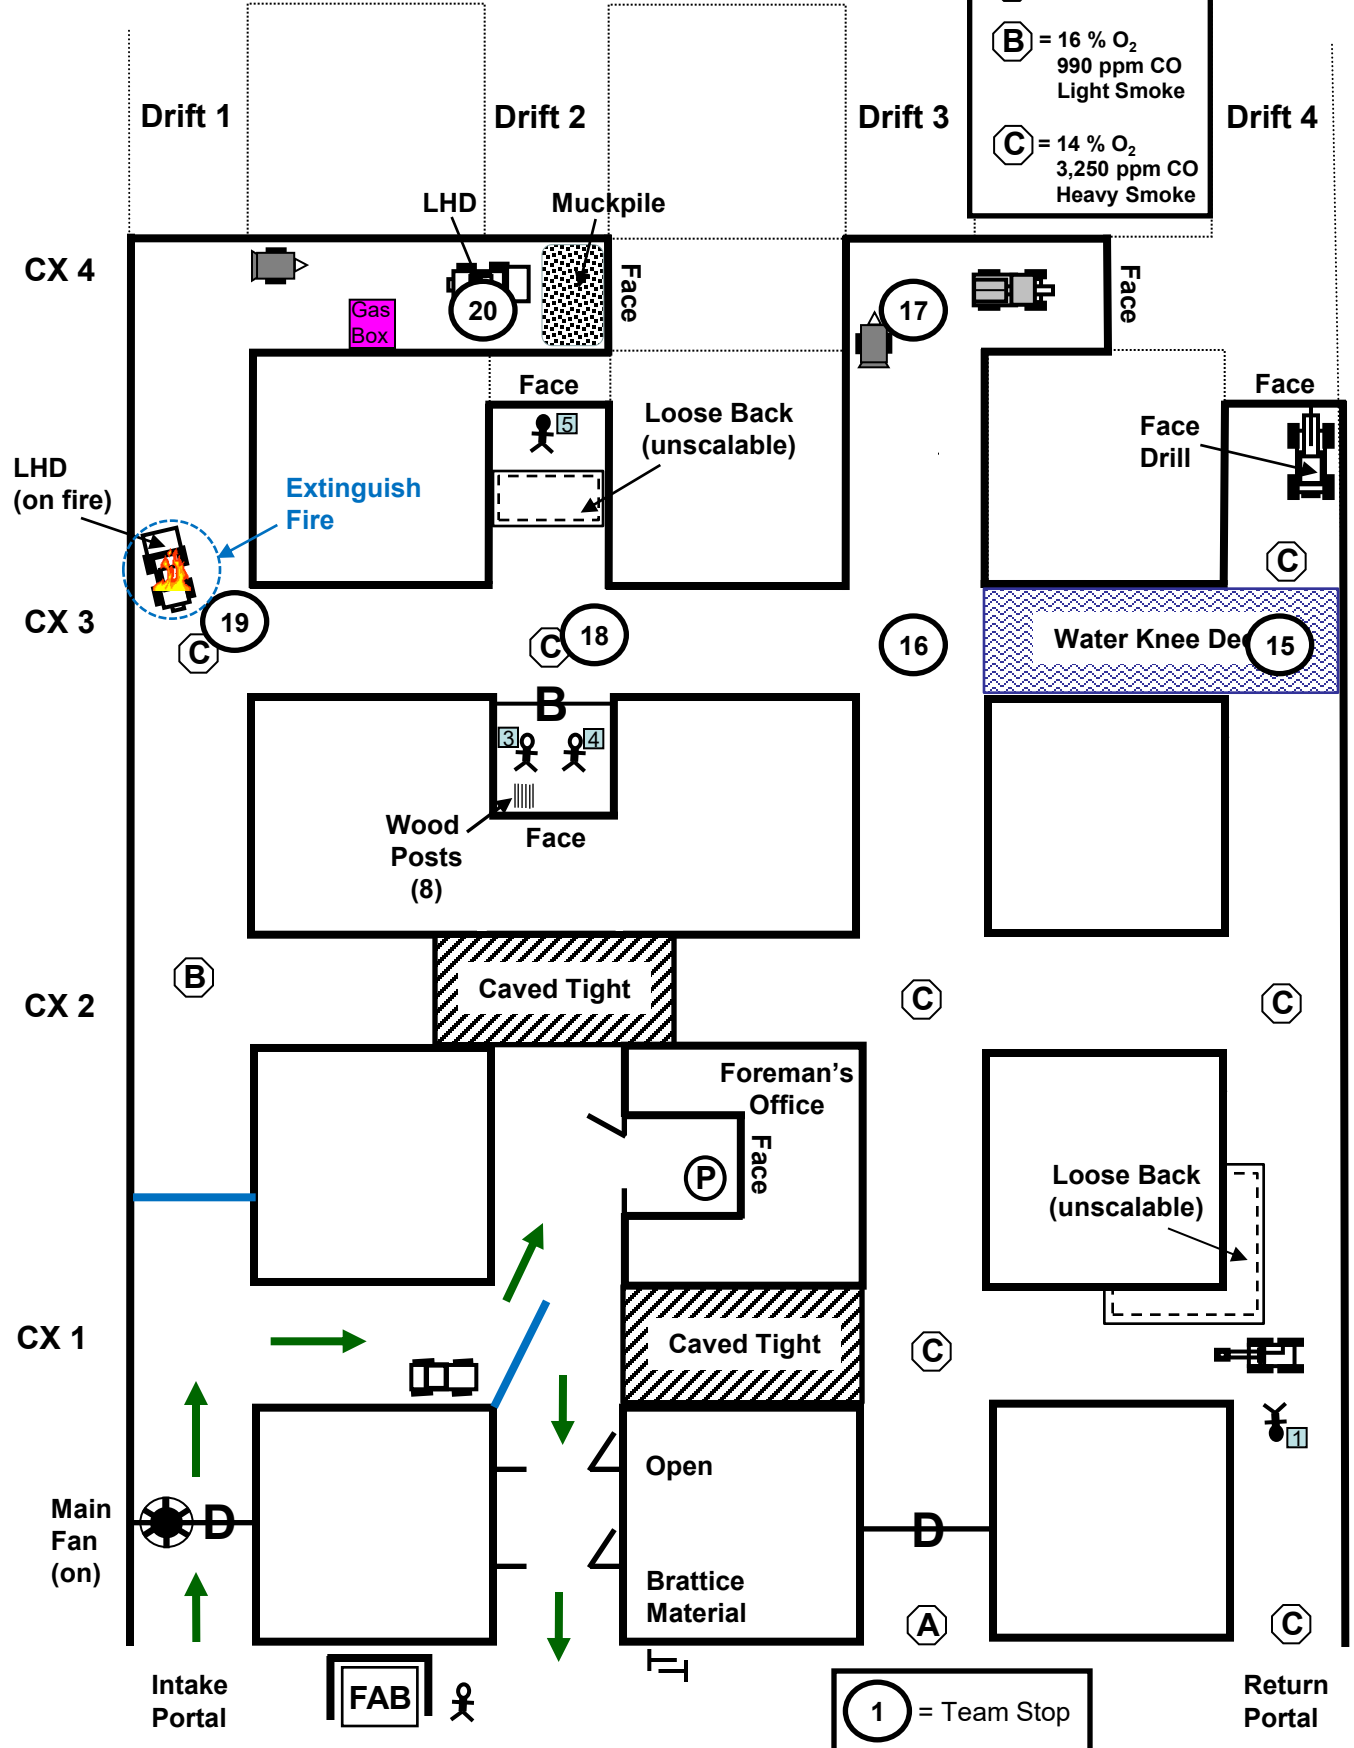 B = 16 % O₂
990 ppm CO
Light Smoke
Drift 1
Drift 2
Drift 3
Drift 4
C = 14 % O₂
3,250 ppm CO
Heavy Smoke
LHD
Muckpile
CX 4
Face
Face
20
17
Gas
Box
Face
Face
5
Loose Back
(unscalable)
Face
Drill
LHD
(on fire)
Extinguish
Fire
C
CX 3
19
C
C
18
16
Water Knee
15
B
3
4
Wood
Posts
(8)
Face
B
Caved Tight
C
C
CX 2
Foreman's
Office
P
Face
Loose Back
(unscalable)
CX 1
Caved Tight
C
1
Open
Main
Fan
(on)
D
D
Brattice
Material
A
C
Intake
Portal
FAB
1 = Team Stop
Return
Portal